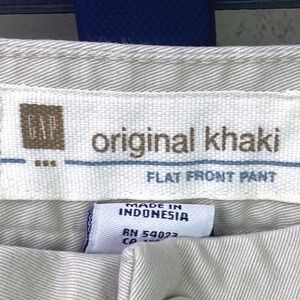 GAP
original khaki
FLAT FRONT PANT
MADE IN
INDONESIA
RN 54023